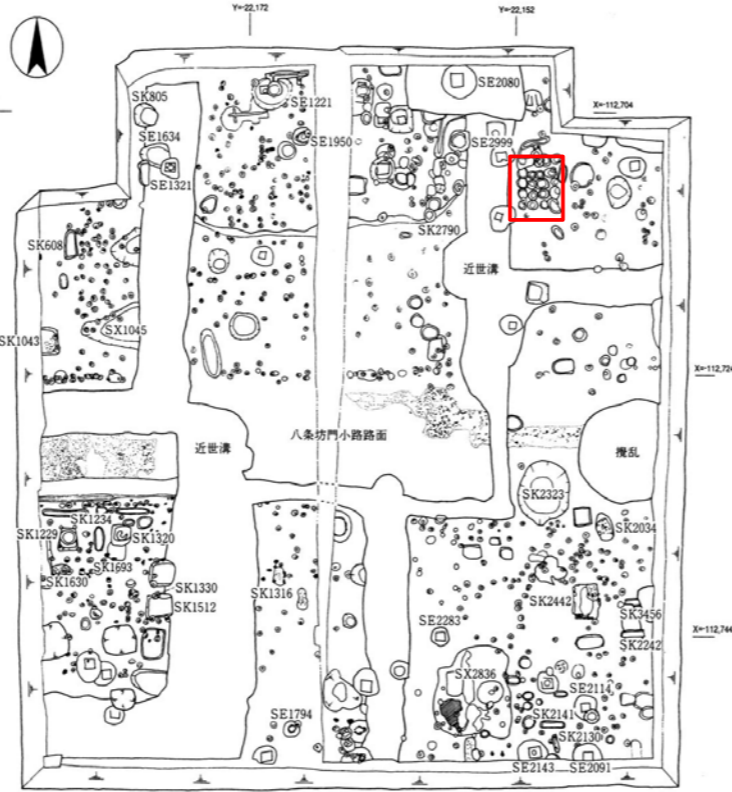 Y=-22,172
Y=-22,152
SE2080
SK805
SE1221
X=-112,704
SE1634
SE1950
SE2999
SE1321
SK2790
SK608
近世溝
SX1045
SK1043
X=-112,724
近世溝
八条坊門小路路面
攪乱
SK2323
SK1234
SK1229
SK1320
SK2034
SK1693
SK1630
SK1330
SK1316
SK2442
SK1512
SK3456
SE2283
X=-112,744
SK2242
SX2836
SE2114
SE1794
SK2141
SK2130
SE2143
SE2091